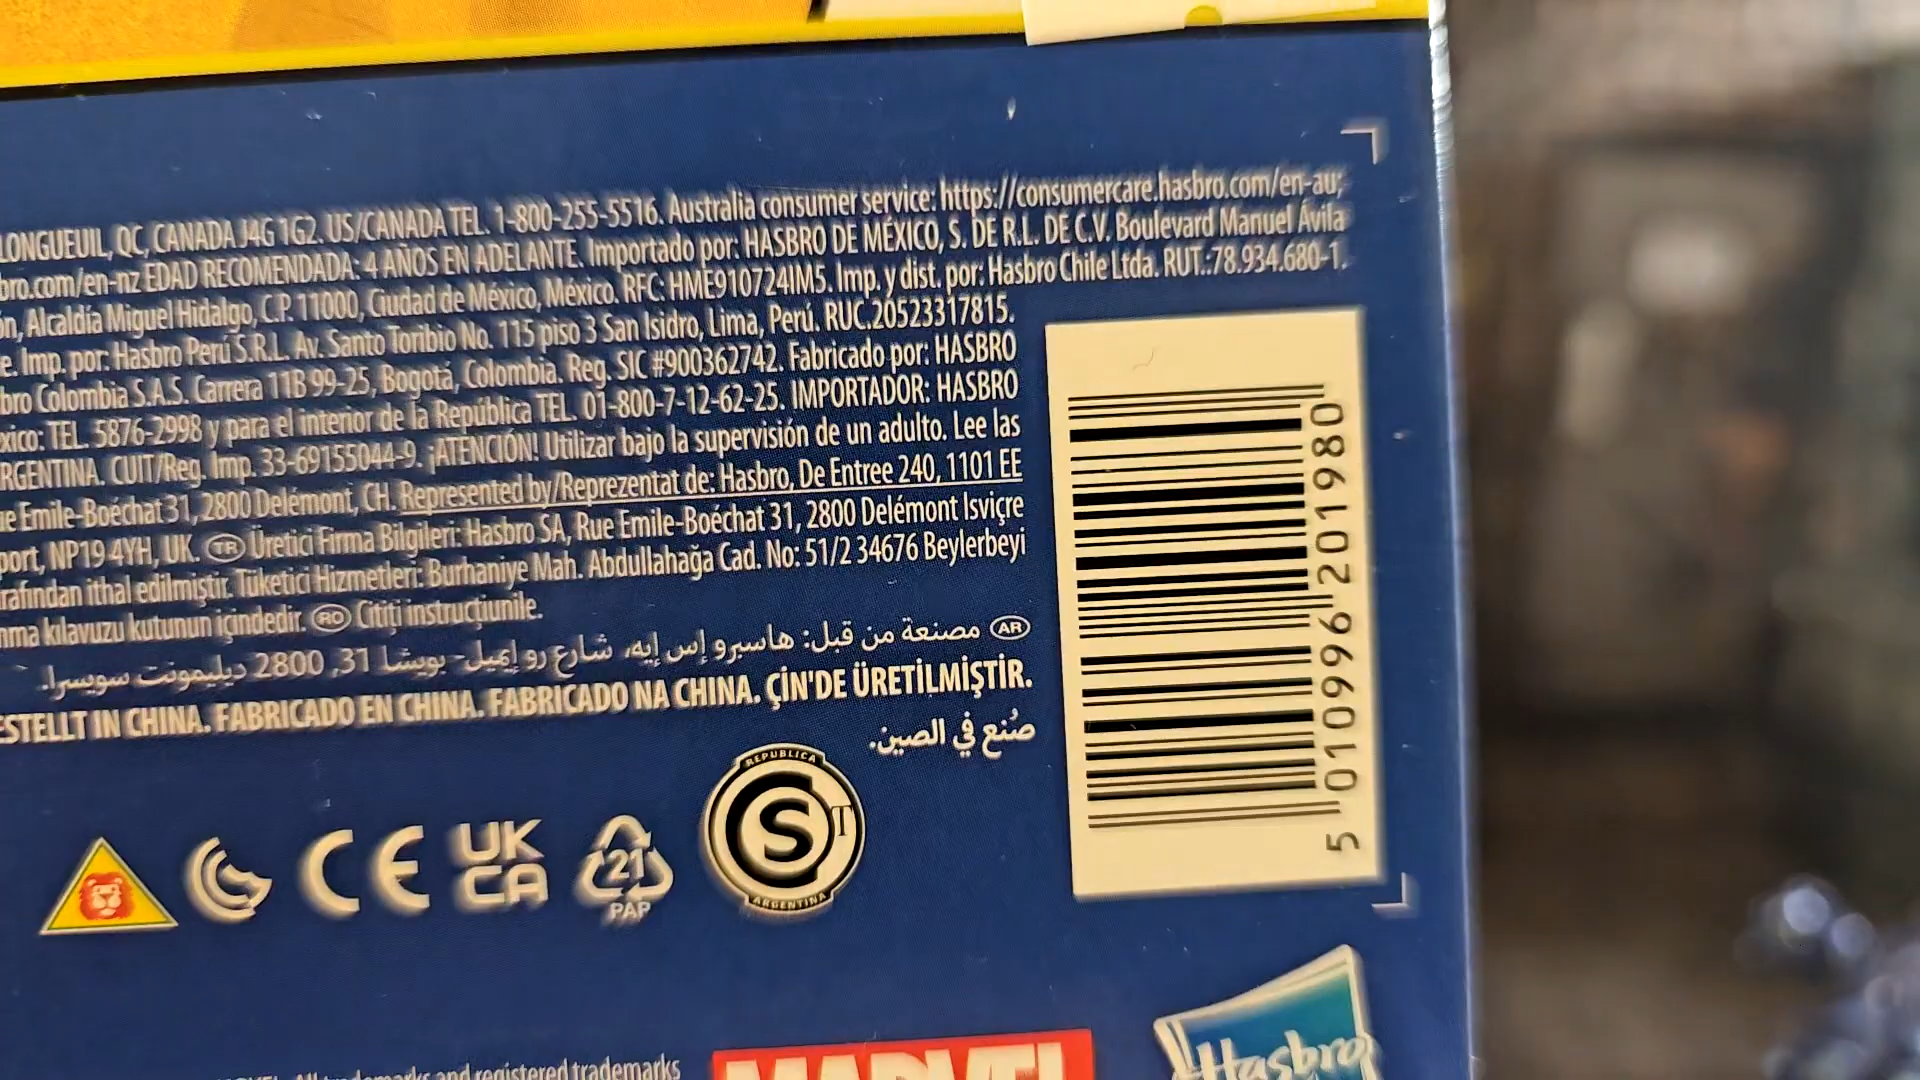 LONGUEUIL, QC, CANADA J4G 1G2. US/CANADA TEL. 1-800-255-5516. Australia consumer service: https://consumercare.hasbro.com/en-au;
bro.com/en-nz EDAD RECOMENDADA: 4 AÑOS EN ADELANTE. Importado por: HASBRO DE MÉXICO, S. DE R.L. DE C.V. Boulevard Manuel Ávila
ón, Alcaldía Miguel Hidalgo, C.P. 11000, Ciudad de México, México. RFC: HME910724IM5. Imp. y dist. por: Hasbro Chile Ltda. RUT.:78.934.680-1.
e. Imp. por: Hasbro Perú S.R.L. Av. Santo Toribio No. 115 piso 3 San Isidro, Lima, Perú. RUC.20523317815.
bro Colombia S.A.S. Carrera 11B 99-25, Bogotá, Colombia. Reg. SIC #900362742. Fabricado por: HASBRO
xico: TEL. 5876-2998 y para el interior de la República TEL. 01-800-7-12-62-25. IMPORTADOR: HASBRO
RGENTINA. CUIT/Reg. Imp. 33-69155044-9. ¡ATENCIÓN! Utilizar bajo la supervisión de un adulto. Lee las
ue Emile-Boéchat 31, 2800 Delémont, CH. Represented by/Reprezentat de: Hasbro, De Entree 240, 1101 EE
port, NP19 4YH, UK. TR Üretici Firma Bilgileri: Hasbro SA, Rue Emile-Boéchat 31, 2800 Delémont Isviçre
rafından ithal edilmiştir. Tüketici Hizmetleri: Burhaniye Mah. Abdullahağa Cad. No: 51/2 34676 Beylerbeyi
nma kılavuzu kutunun içindedir. RO Citiți instrucțiunile.
AR مصنعة من قبل: هاسبرو إس إيه، شارع رو إميل-بويشا 31, 2800 ديليمونت سويسرا.
ESTELLT IN CHINA. FABRICADO EN CHINA. FABRICADO NA CHINA. ÇİN'DE ÜRETİLMİŞTİR.
صُنع في الصين.
5 010996 201980
CE
UK
CA
21
PAP
REPUBLICA
S T
ARGENTINA
All trademarks and registered trademarks
MARVEL
Hasbro